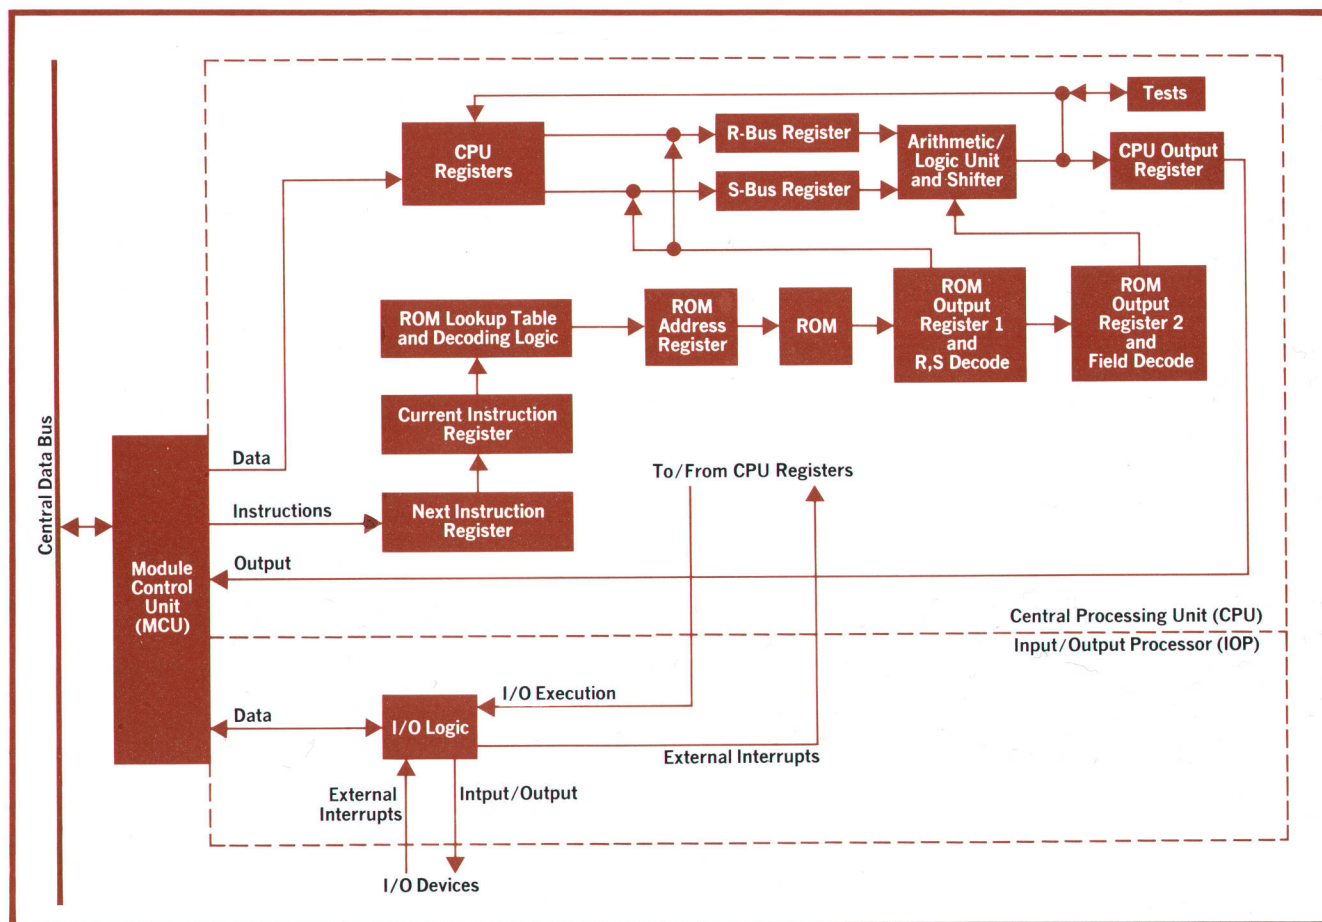 Tests
CPU
Registers
R-Bus Register
S-Bus Register
Arithmetic/
Logic Unit
and Shifter
CPU Output
Register
ROM Lookup Table
and Decoding Logic
ROM
Address
Register
ROM
ROM
Output
Register 1
and
R,S Decode
ROM
Output
Register 2
and
Field Decode
Current Instruction
Register
Next Instruction
Register
Central Data Bus
Module
Control
Unit
(MCU)
Data
Instructions
Output
To/From CPU Registers
Central Processing Unit (CPU)
Input/Output Processor (IOP)
I/O Execution
Data
I/O Logic
External Interrupts
External
Interrupts
Intput/Output
I/O Devices